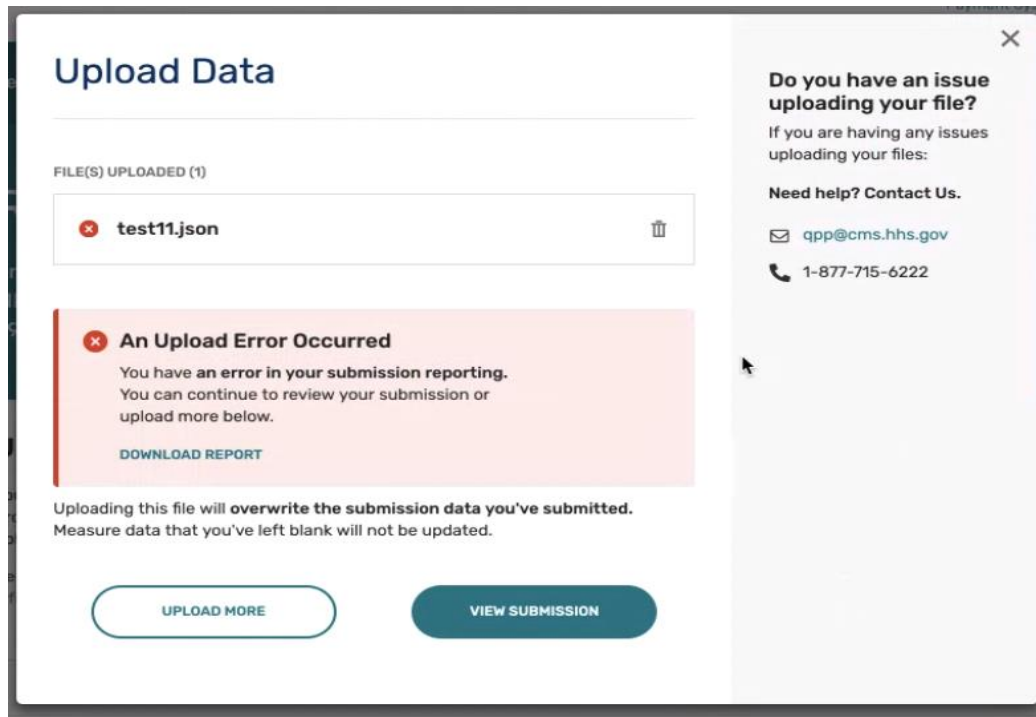 Upload Data
FILE(S) UPLOADED (1)
test11.json
An Upload Error Occurred
You have an error in your submission reporting.
You can continue to review your submission or
upload more below.
DOWNLOAD REPORT
Uploading this file will overwrite the submission data you've submitted.
Measure data that you've left blank will not be updated.
UPLOAD MORE
VIEW SUBMISSION
Do you have an issue
uploading your file?
If you are having any issues
uploading your files:
Need help? Contact Us.
qpp@cms.hhs.gov
1-877-715-6222